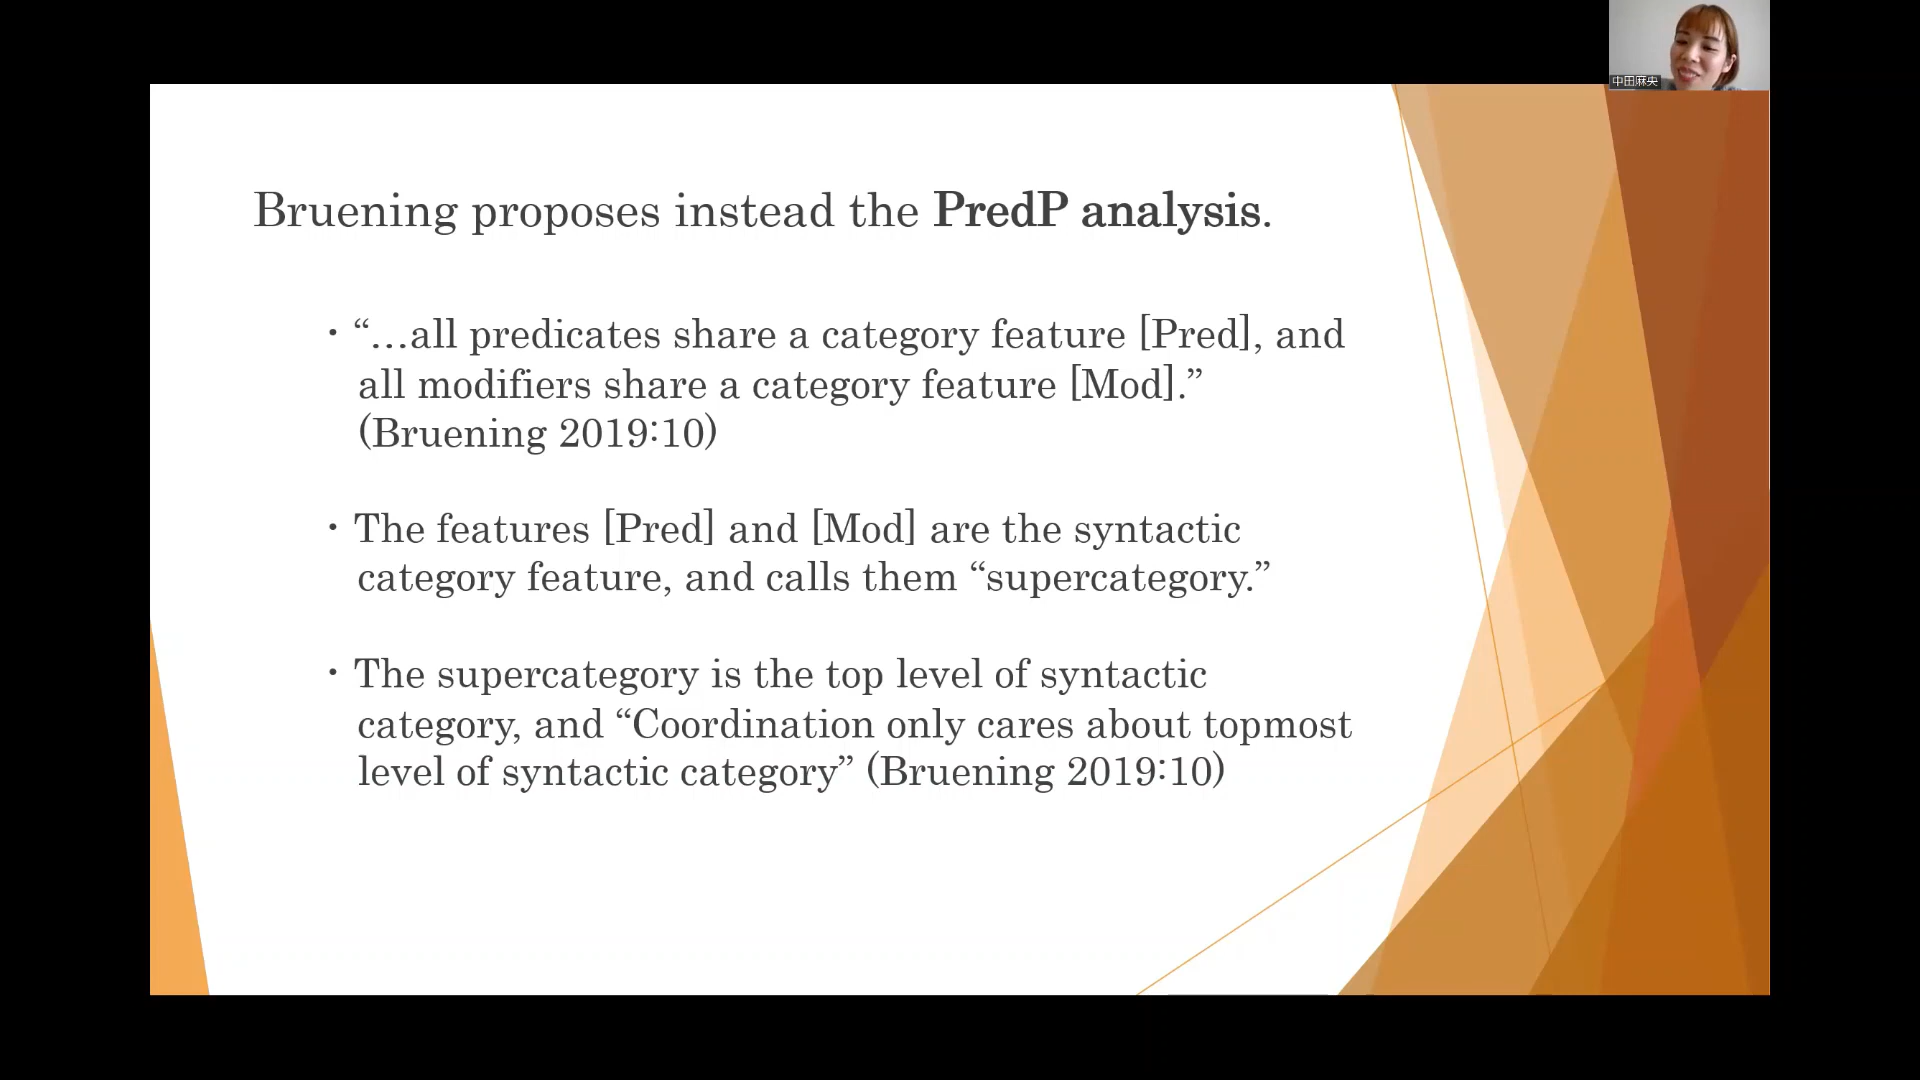 中田麻央
Bruening proposes instead the PredP analysis.
・“…all predicates share a category feature [Pred], and
all modifiers share a category feature [Mod].”
(Bruening 2019:10)
・The features [Pred] and [Mod] are the syntactic
category feature, and calls them “supercategory.”
・The supercategory is the top level of syntactic
category, and “Coordination only cares about topmost
level of syntactic category” (Bruening 2019:10)